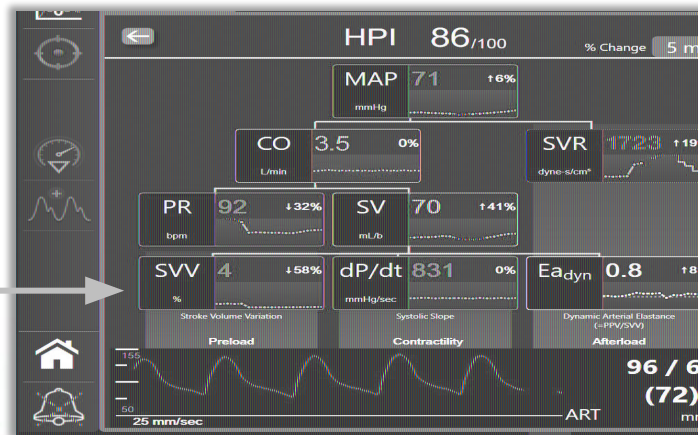 HPI 86/100
% Change 5 m
MAP 71 ↑6%
mmHg
CO 3.5 0%
L/min
SVR 1723 ↑19
dyne-s/cm⁵
PR 92 ↓32%
bpm
SV 70 ↑41%
mL/b
SVV 4 ↓58%
%
dP/dt 831 0%
mmHg/sec
Eadyn 0.8 ↑8
Stroke Volume Variation
Systolic Slope
Dynamic Arterial Elastance
(=PPV/SVV)
Preload
Contractility
Afterload
155
50
25 mm/sec
ART
96 / 6
(72)
m